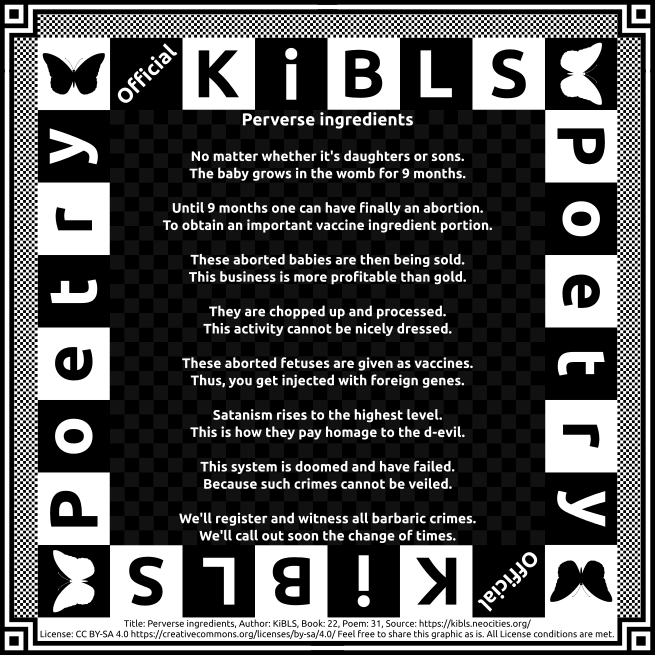 Official KiBLS
Poetry
Poetry
Perverse ingredients
No matter whether it's daughters or sons.
The baby grows in the womb for 9 months.
Until 9 months one can have finally an abortion.
To obtain an important vaccine ingredient portion.
These aborted babies are then being sold.
This business is more profitable than gold.
They are chopped up and processed.
This activity cannot be nicely dressed.
These aborted fetuses are given as vaccines.
Thus, you get injected with foreign genes.
Satanism rises to the highest level.
This is how they pay homage to the d-evil.
This system is doomed and have failed.
Because such crimes cannot be veiled.
We'll register and witness all barbaric crimes.
We'll call out soon the change of times.
Official KiBLS
Title: Perverse ingredients, Author: KiBLS, Book: 22, Poem: 31, Source: https://kibls.neocities.org/
License: CC BY-SA 4.0 https://creativecommons.org/licenses/by-sa/4.0/ Feel free to share this graphic as is. All License conditions are met.